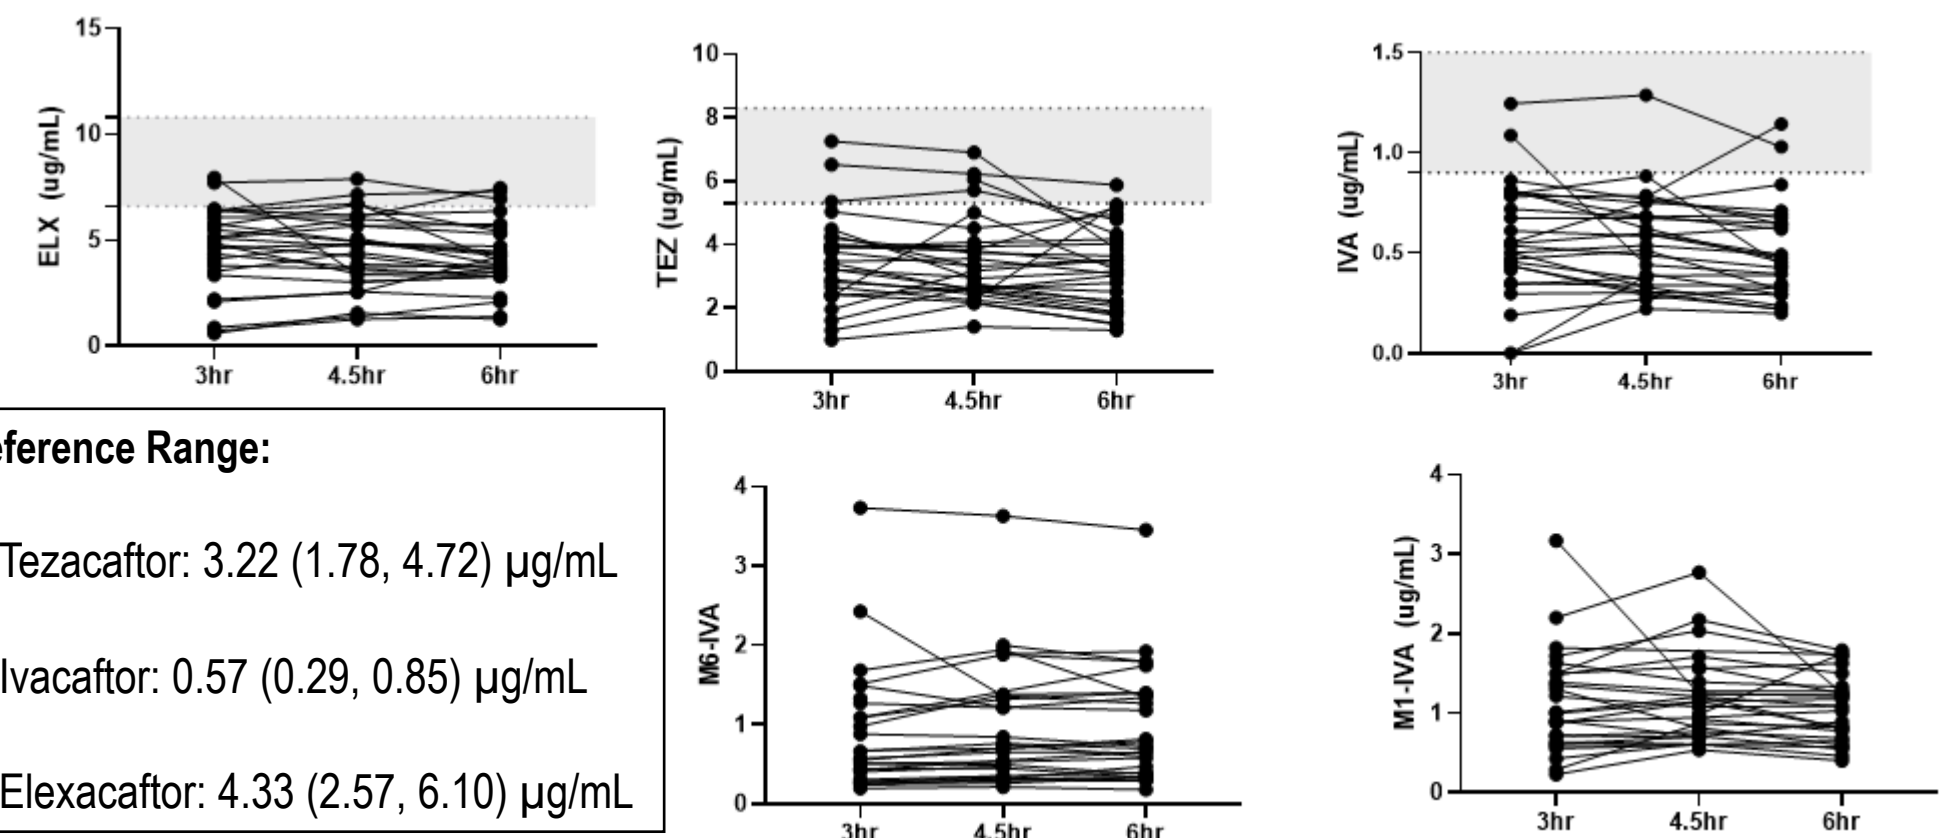 15
10
5
0
ELX (ug/mL)
3hr 4.5hr 6hr
10
8
6
4
2
0
TEZ (ug/mL)
3hr 4.5hr 6hr
1.5
1.0
0.5
0.0
IVA (ug/mL)
3hr 4.5hr 6hr
eference Range:
Tezacaftor: 3.22 (1.78, 4.72) µg/mL
Ivacaftor: 0.57 (0.29, 0.85) µg/mL
Elexacaftor: 4.33 (2.57, 6.10) µg/mL
4
3
2
1
0
M6-IVA
3hr 4.5hr 6hr
4
3
2
1
0
M1-IVA (ug/mL)
3hr 4.5hr 6hr